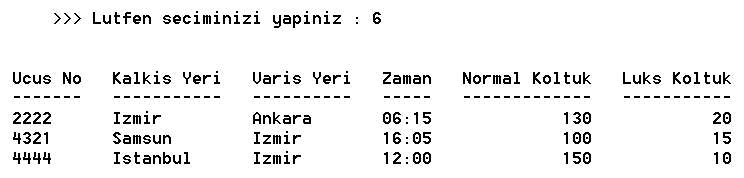 >>> Lutfen seciminizi yapiniz : 6
Ucus No   Kalkis Yeri   Varis Yeri   Zaman   Normal Koltuk   Luks Koltuk
-------   -----------   ----------   -----   -------------   -----------
2222      Izmir         Ankara       06:15             130            20
4321      Samsun        Izmir        16:05             100            15
4444      Istanbul      Izmir        12:00             150            10